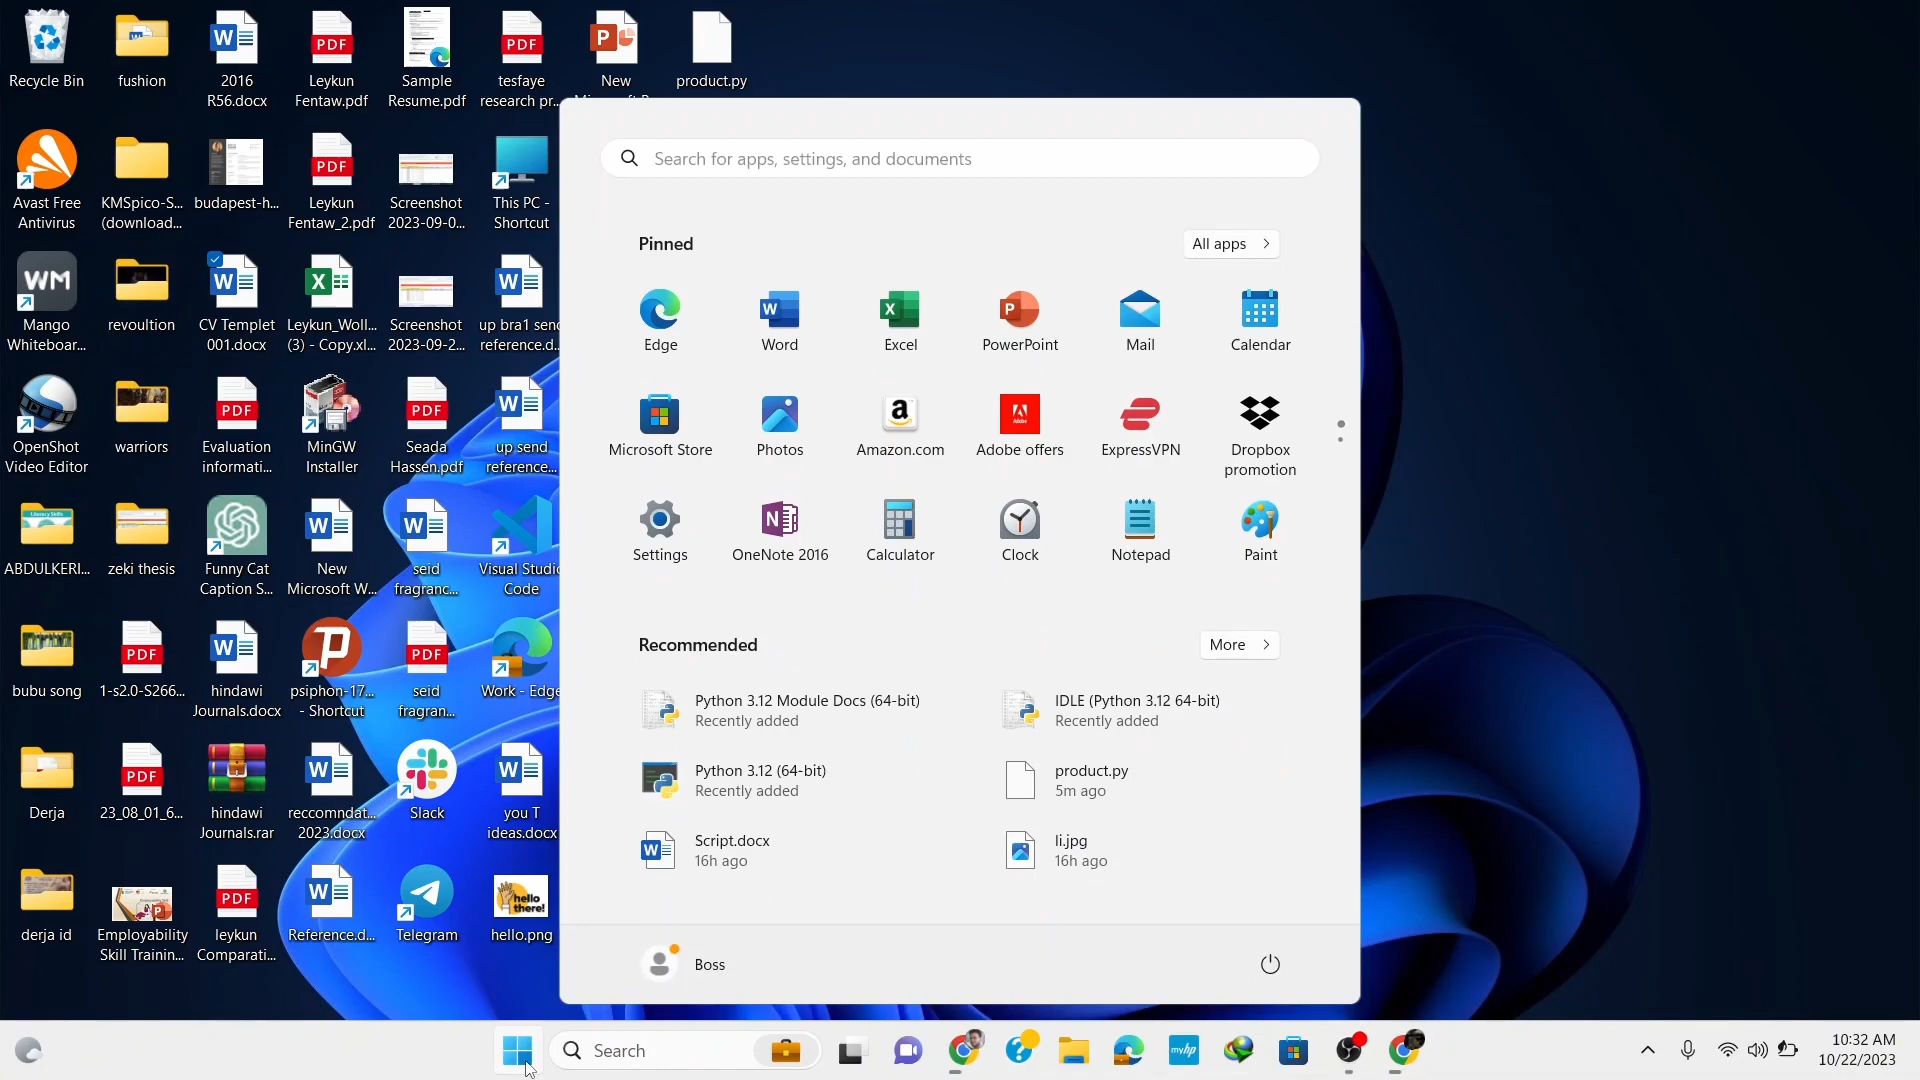 Recycle Bin
fushion
2016
R56.docx
Leykun
Fentaw.pdf
Sample
Resume.pdf
tesfaye
research pr...
New
product.py
Avast Free
Antivirus
KMSpico-S...
(download...
budapest-h...
Leykun
Fentaw_2.pdf
Screenshot
2023-09-0...
This PC -
Shortcut
WM
Mango
Whiteboar...
revoultion
CV Templet
001.docx
Leykun_Woll...
(3) - Copy.xl...
Screenshot
2023-09-2...
up bra1 send
reference.d...
OpenShot
Video Editor
warriors
Evaluation
informati...
MinGW
Installer
Seada
Hassen.pdf
up send
reference...
ABDULKERI...
zeki thesis
Funny Cat
Caption S...
New
Microsoft W...
seid
fragranc...
Visual Studio
Code
bubu song
1-s2.0-S266...
hindawi
Journals.docx
psiphon-17...
- Shortcut
seid
fragran...
Work - Edge
Derja
23_08_01_6...
hindawi
Journals.rar
reccomndat...
2023.docx
Slack
you T
ideas.docx
derja id
Employability
Skill Trainin...
leykun
Comparati...
Reference.d...
Telegram
hello
there!
hello.png
Search for apps, settings, and documents
Pinned
All apps
Edge
Word
Excel
PowerPoint
Mail
Calendar
Microsoft Store
Photos
Amazon.com
Adobe offers
ExpressVPN
Dropbox
promotion
Settings
OneNote 2016
Calculator
Clock
Notepad
Paint
Recommended
More
Python 3.12 Module Docs (64-bit)
Recently added
IDLE (Python 3.12 64-bit)
Recently added
Python 3.12 (64-bit)
Recently added
product.py
5m ago
Script.docx
16h ago
li.jpg
16h ago
Boss
Search
myhp
10:32 AM
10/22/2023